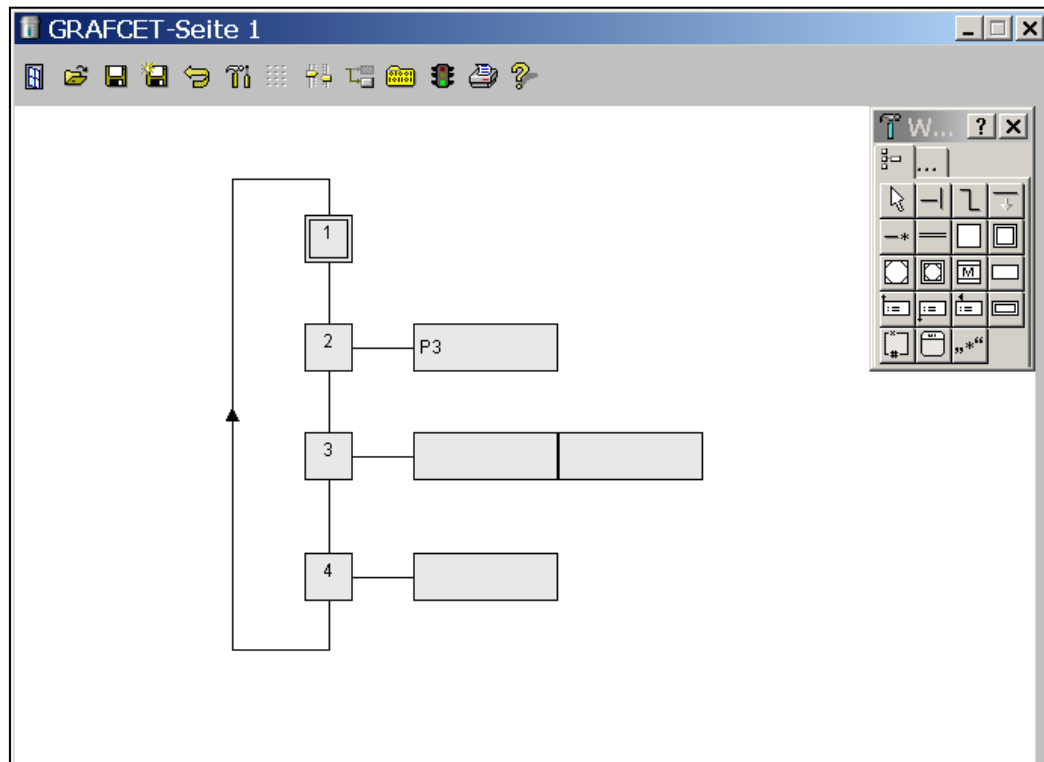 GRAFCET-Seite 1
W... ?
...
1
2 P3
3
4
M
:= := :=
* #
„*“